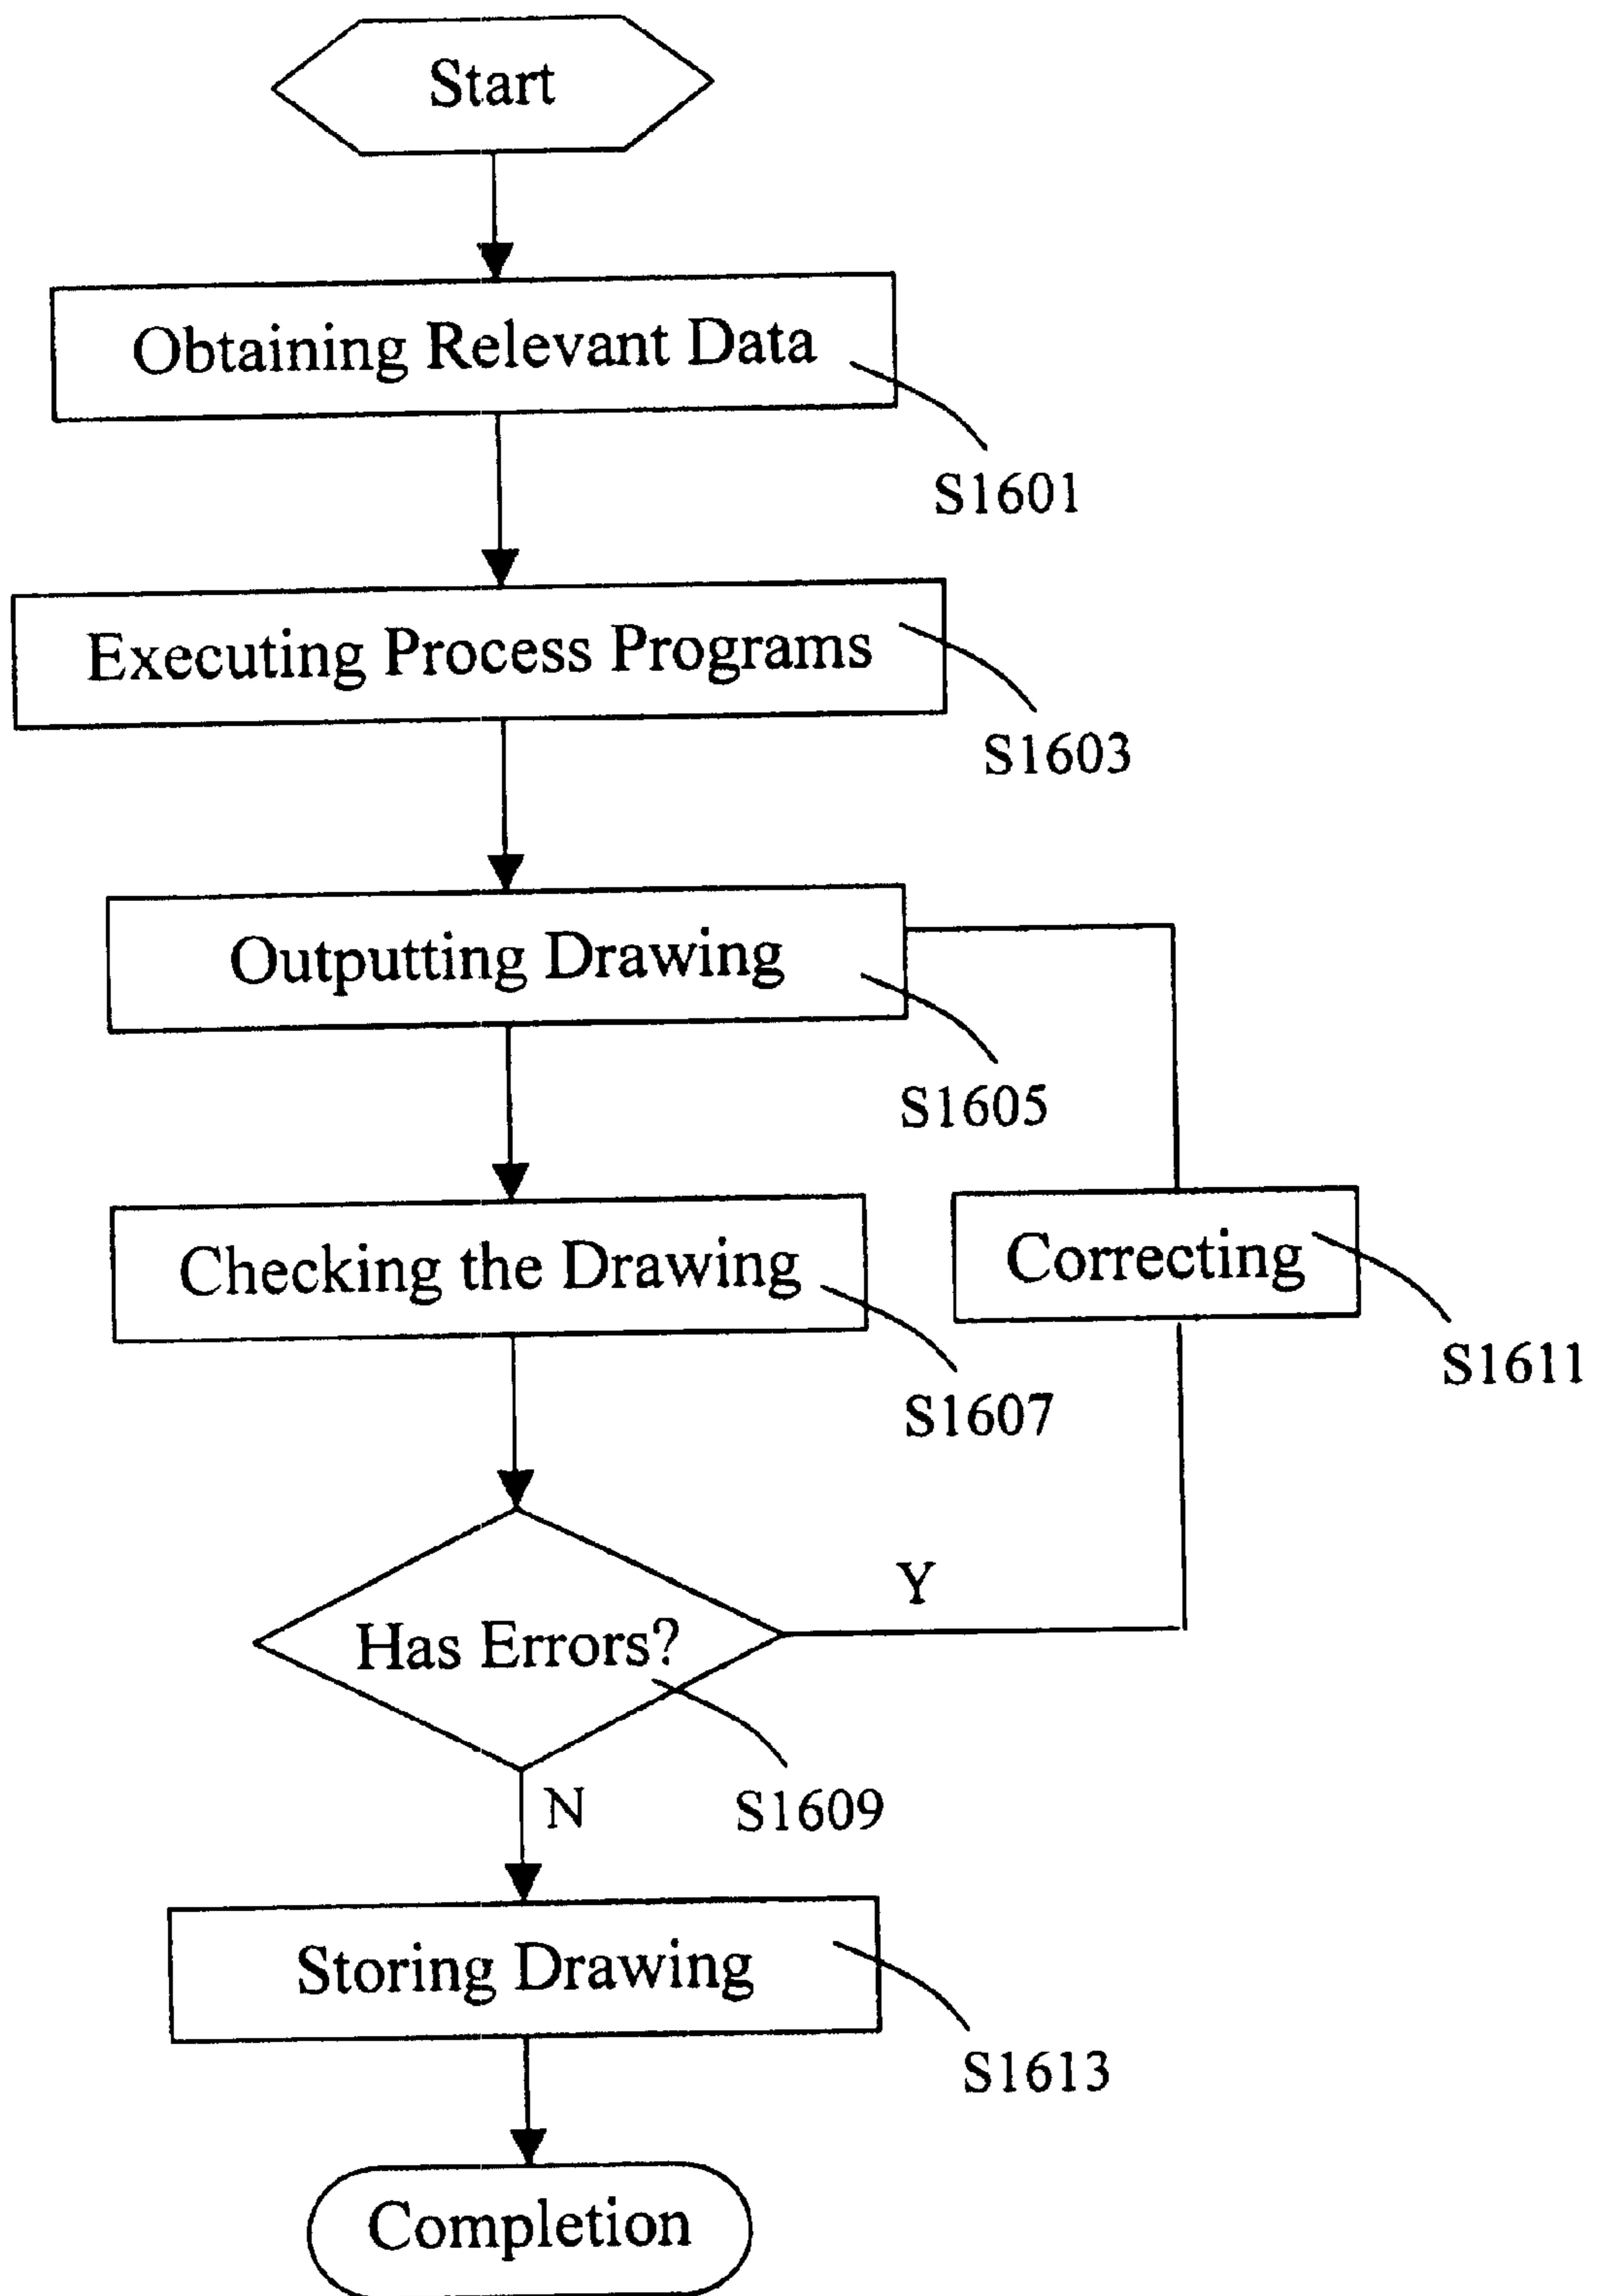 Start
Obtaining Relevant Data
S1601
Executing Process Programs
S1603
Outputting Drawing
S1605
Checking the Drawing
S1607
Correcting
S1611
Has Errors?
Y
N
S1609
Storing Drawing
S1613
Completion